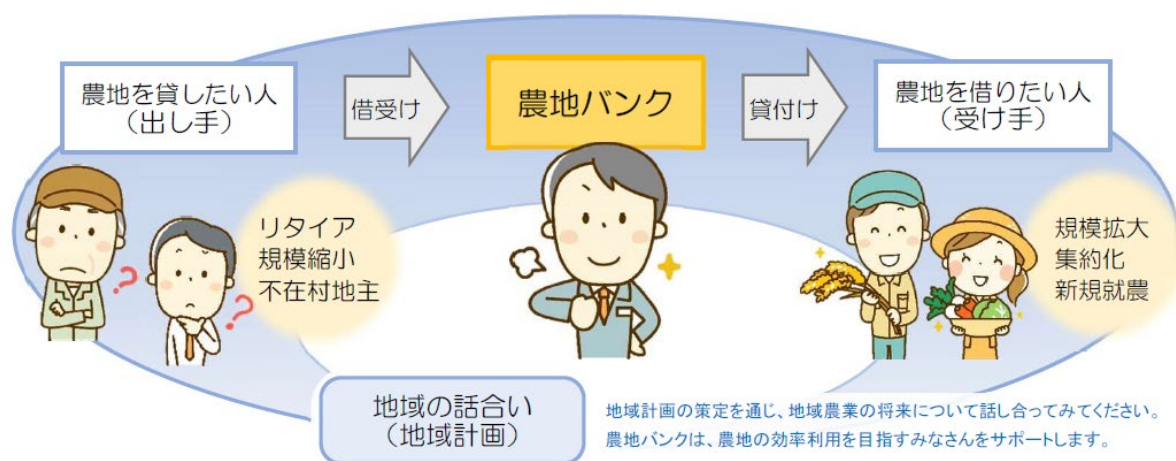 農地を貸したい人
（出し手）
借受け
農地バンク
貸付け
農地を借りたい人
（受け手）
リタイア
規模縮小
不在村地主
?
?
規模拡大
集約化
新規就農
地域の話合い
（地域計画）
地域計画の策定を通じ、地域農業の将来について話し合ってみてください。
農地バンクは、農地の効率利用を目指すみなさんをサポートします。